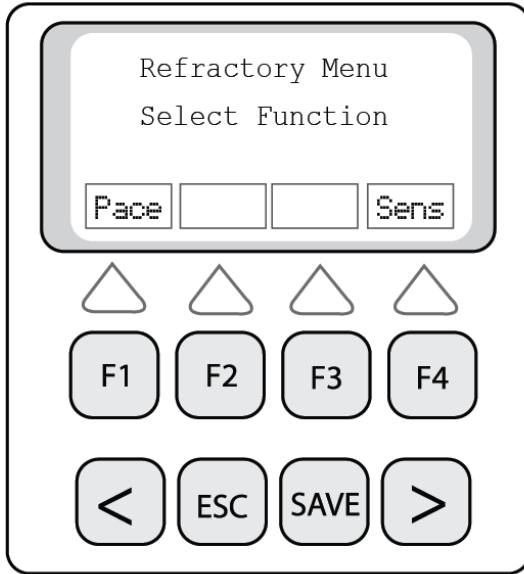 Refractory Menu
Select Function
Pace Sens
F1 F2 F3 F4
< ESC SAVE >